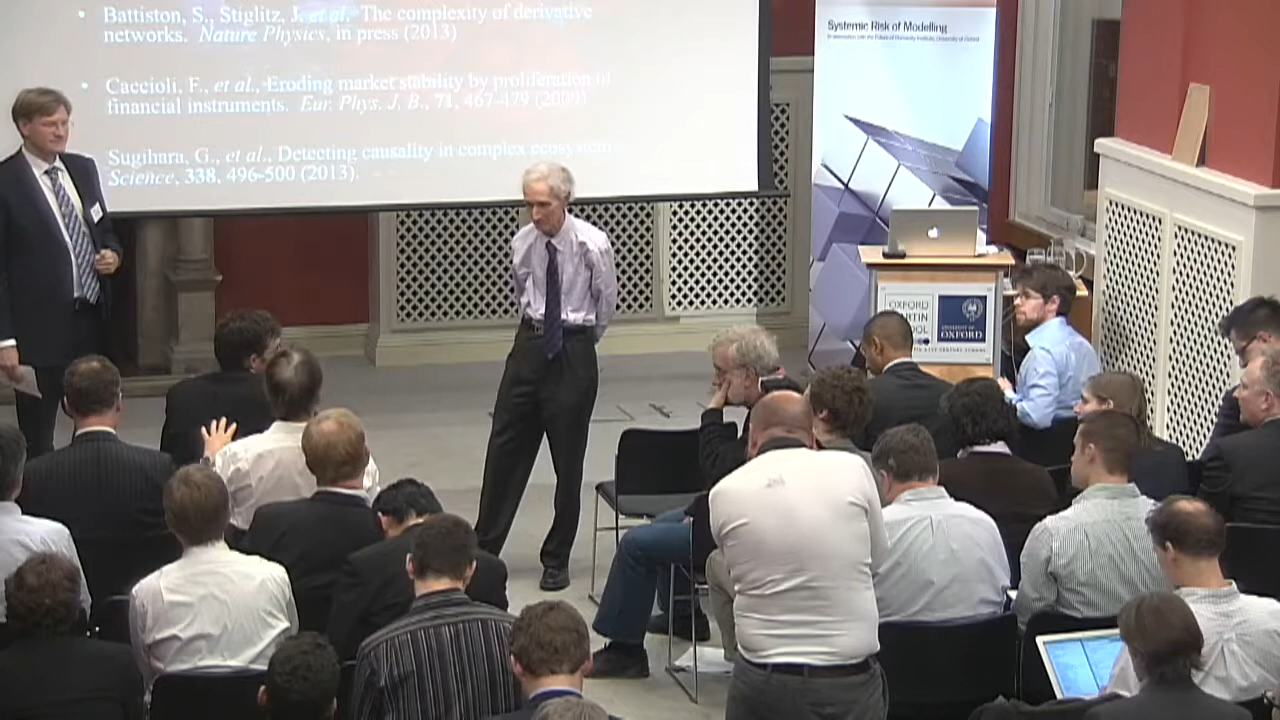 • Battiston, S., Stiglitz, J. et al. The complexity of derivative
networks. Nature Physics, in press (2013)
• Caccioli, F., et al., Eroding market stability by proliferation of
financial instruments. Eur. Phys. J. B., 71, 467-479 (2009)
Sugihara, G., et al., Detecting causality in complex ecosystem
Science, 338, 496-500 (2013).
Systemic Risk of Modelling
OXFORD
UNIVERSITY OF
OXFORD